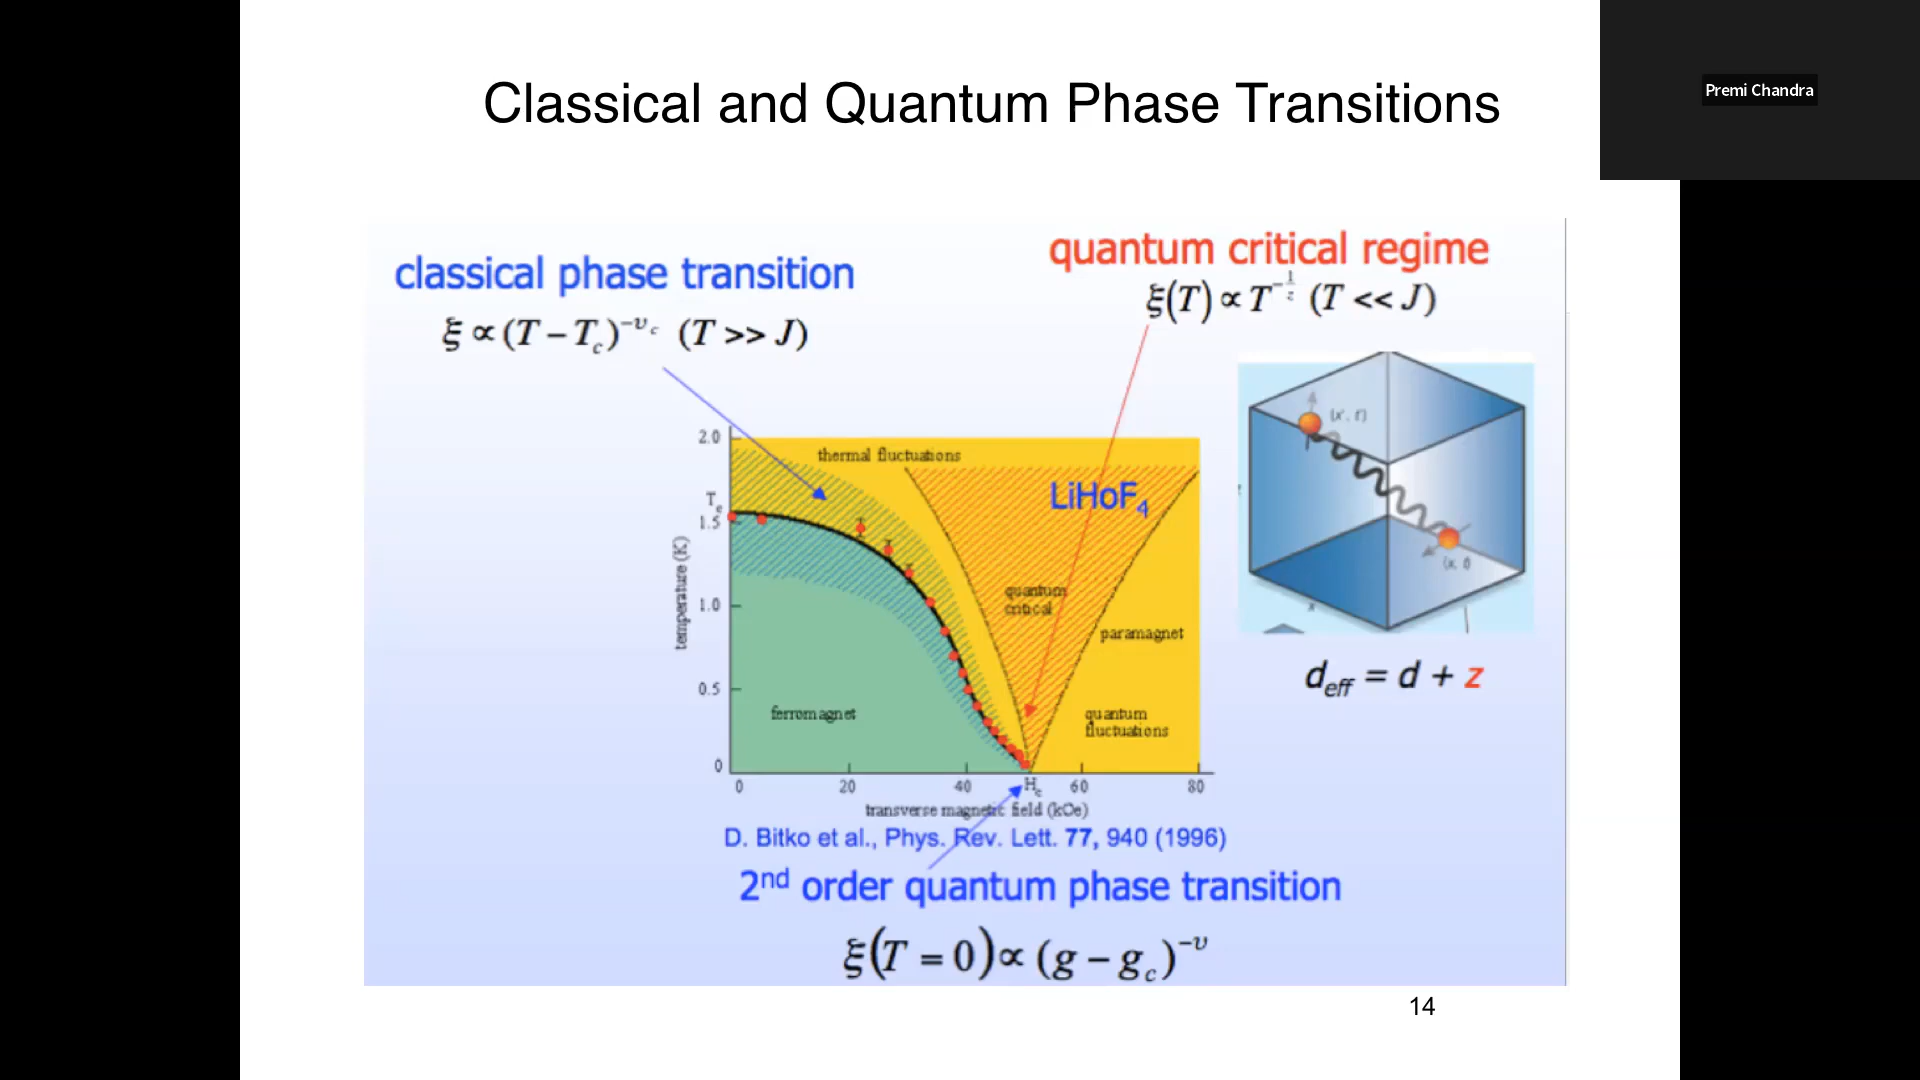 Classical and Quantum Phase Transitions
Premi Chandra
classical phase transition
ξ ∝ (T − T_c)^{−υ_c} (T >> J)
quantum critical regime
ξ(T) ∝ T^{−1/z} (T << J)
(x', t')
(x, t)
x
d_eff = d + z
2.0
T_c
1.5
1.0
0.5
0
temperature (K)
thermal fluctuations
LiHoF₄
quantum
critical
paramagnet
ferromagnet
quantum
fluctuations
0 20 40 H_c 60 80
transverse magnetic field (kOe)
D. Bitko et al., Phys. Rev. Lett. 77, 940 (1996)
2nd order quantum phase transition
ξ(T = 0) ∝ (g − g_c)^{−υ}
14